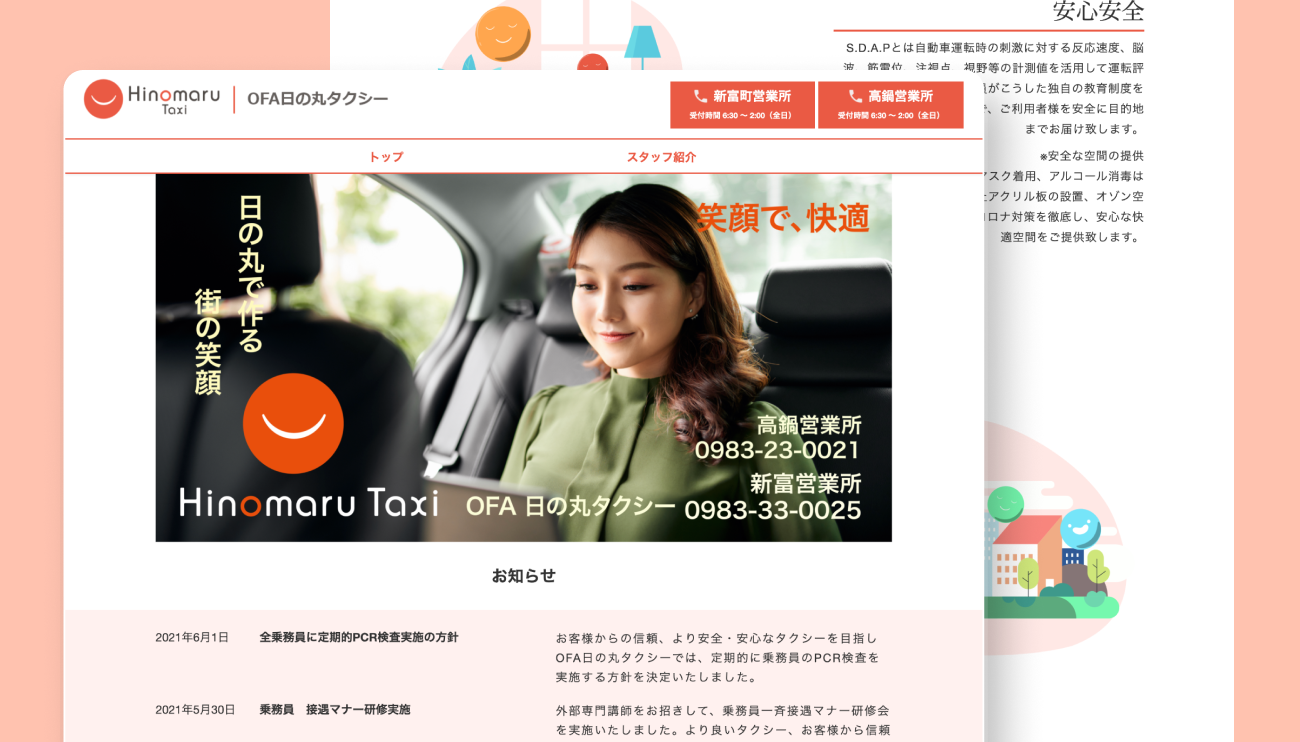 安心安全
S.D.A.Pとは自動車運転時の刺激に対する反応速度、脳
波、筋電位、注視点、視野等の計測値を活用して運転評
がこうした独自の教育制度を
、ご利用者様を安全に目的地
までお届け致します。
※安全な空間の提供
スク着用、アルコール消毒は
アクリル板の設置、オゾン空
ロナ対策を徹底し、安心な快
適空間をご提供致します。
Hinomaru
Taxi
OFA日の丸タクシー
新富町営業所
受付時間 6:30 〜 2:00（全日）
高鍋営業所
受付時間 6:30 〜 2:00（全日）
トップ
スタッフ紹介
日の丸で作る
街の笑顔
笑顔で、快適
高鍋営業所
0983-23-0021
新富営業所
0983-33-0025
Hinomaru Taxi
OFA 日の丸タクシー
お知らせ
2021年6月1日
全乗務員に定期的PCR検査実施の方針
お客様からの信頼、より安全・安心なタクシーを目指し
OFA日の丸タクシーでは、定期的に乗務員のPCR検査を
実施する方針を決定いたしました。
2021年5月30日
乗務員　接遇マナー研修実施
外部専門講師をお招きして、乗務員一斉接遇マナー研修会
を実施いたしました。より良いタクシー、お客様から信頼